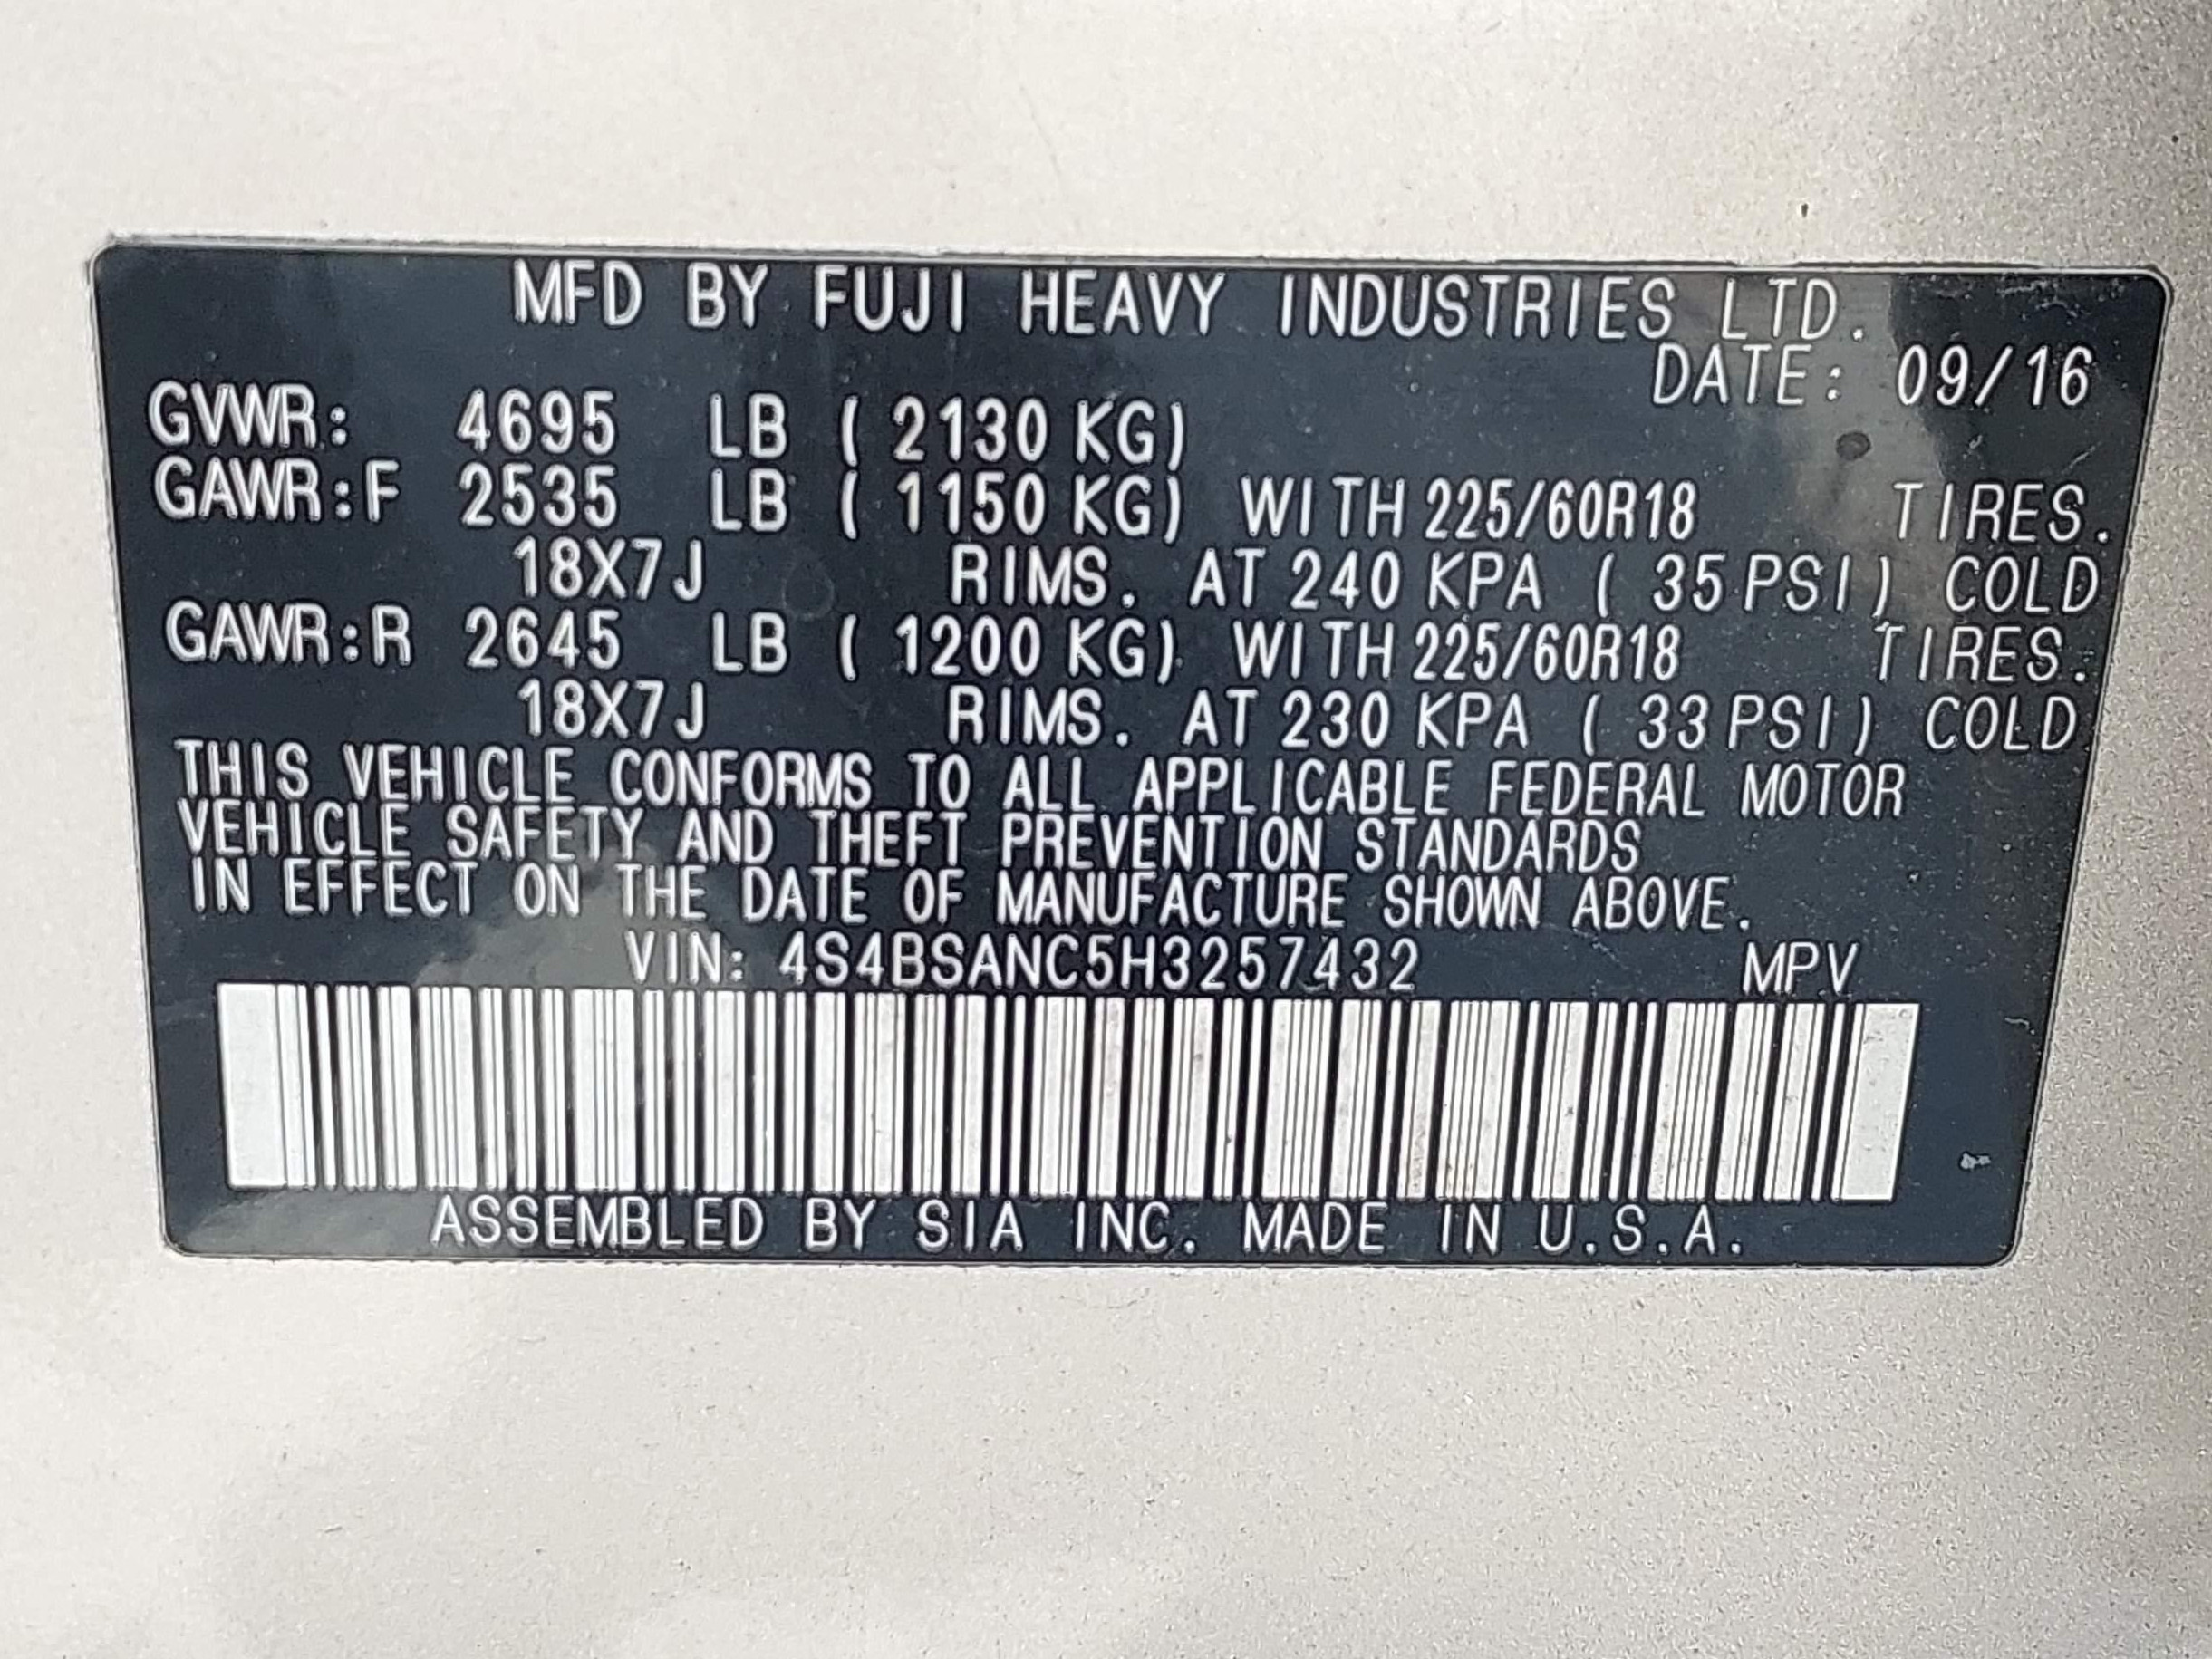 MFD BY FUJI HEAVY INDUSTRIES LTD.
DATE: 09/16
GVWR: 4695 LB ( 2130 KG)
GAWR:F 2535 LB ( 1150 KG) WITH 225/60R18 TIRES.
18X7J RIMS. AT 240 KPA ( 35 PSI) COLD
GAWR:R 2645 LB ( 1200 KG) WITH 225/60R18 TIRES.
18X7J RIMS. AT 230 KPA ( 33 PSI) COLD
THIS VEHICLE CONFORMS TO ALL APPLICABLE FEDERAL MOTOR
VEHICLE SAFETY AND THEFT PREVENTION STANDARDS
IN EFFECT ON THE DATE OF MANUFACTURE SHOWN ABOVE.
VIN: 4S4BSANC5H3257432 MPV
ASSEMBLED BY SIA INC. MADE IN U.S.A.